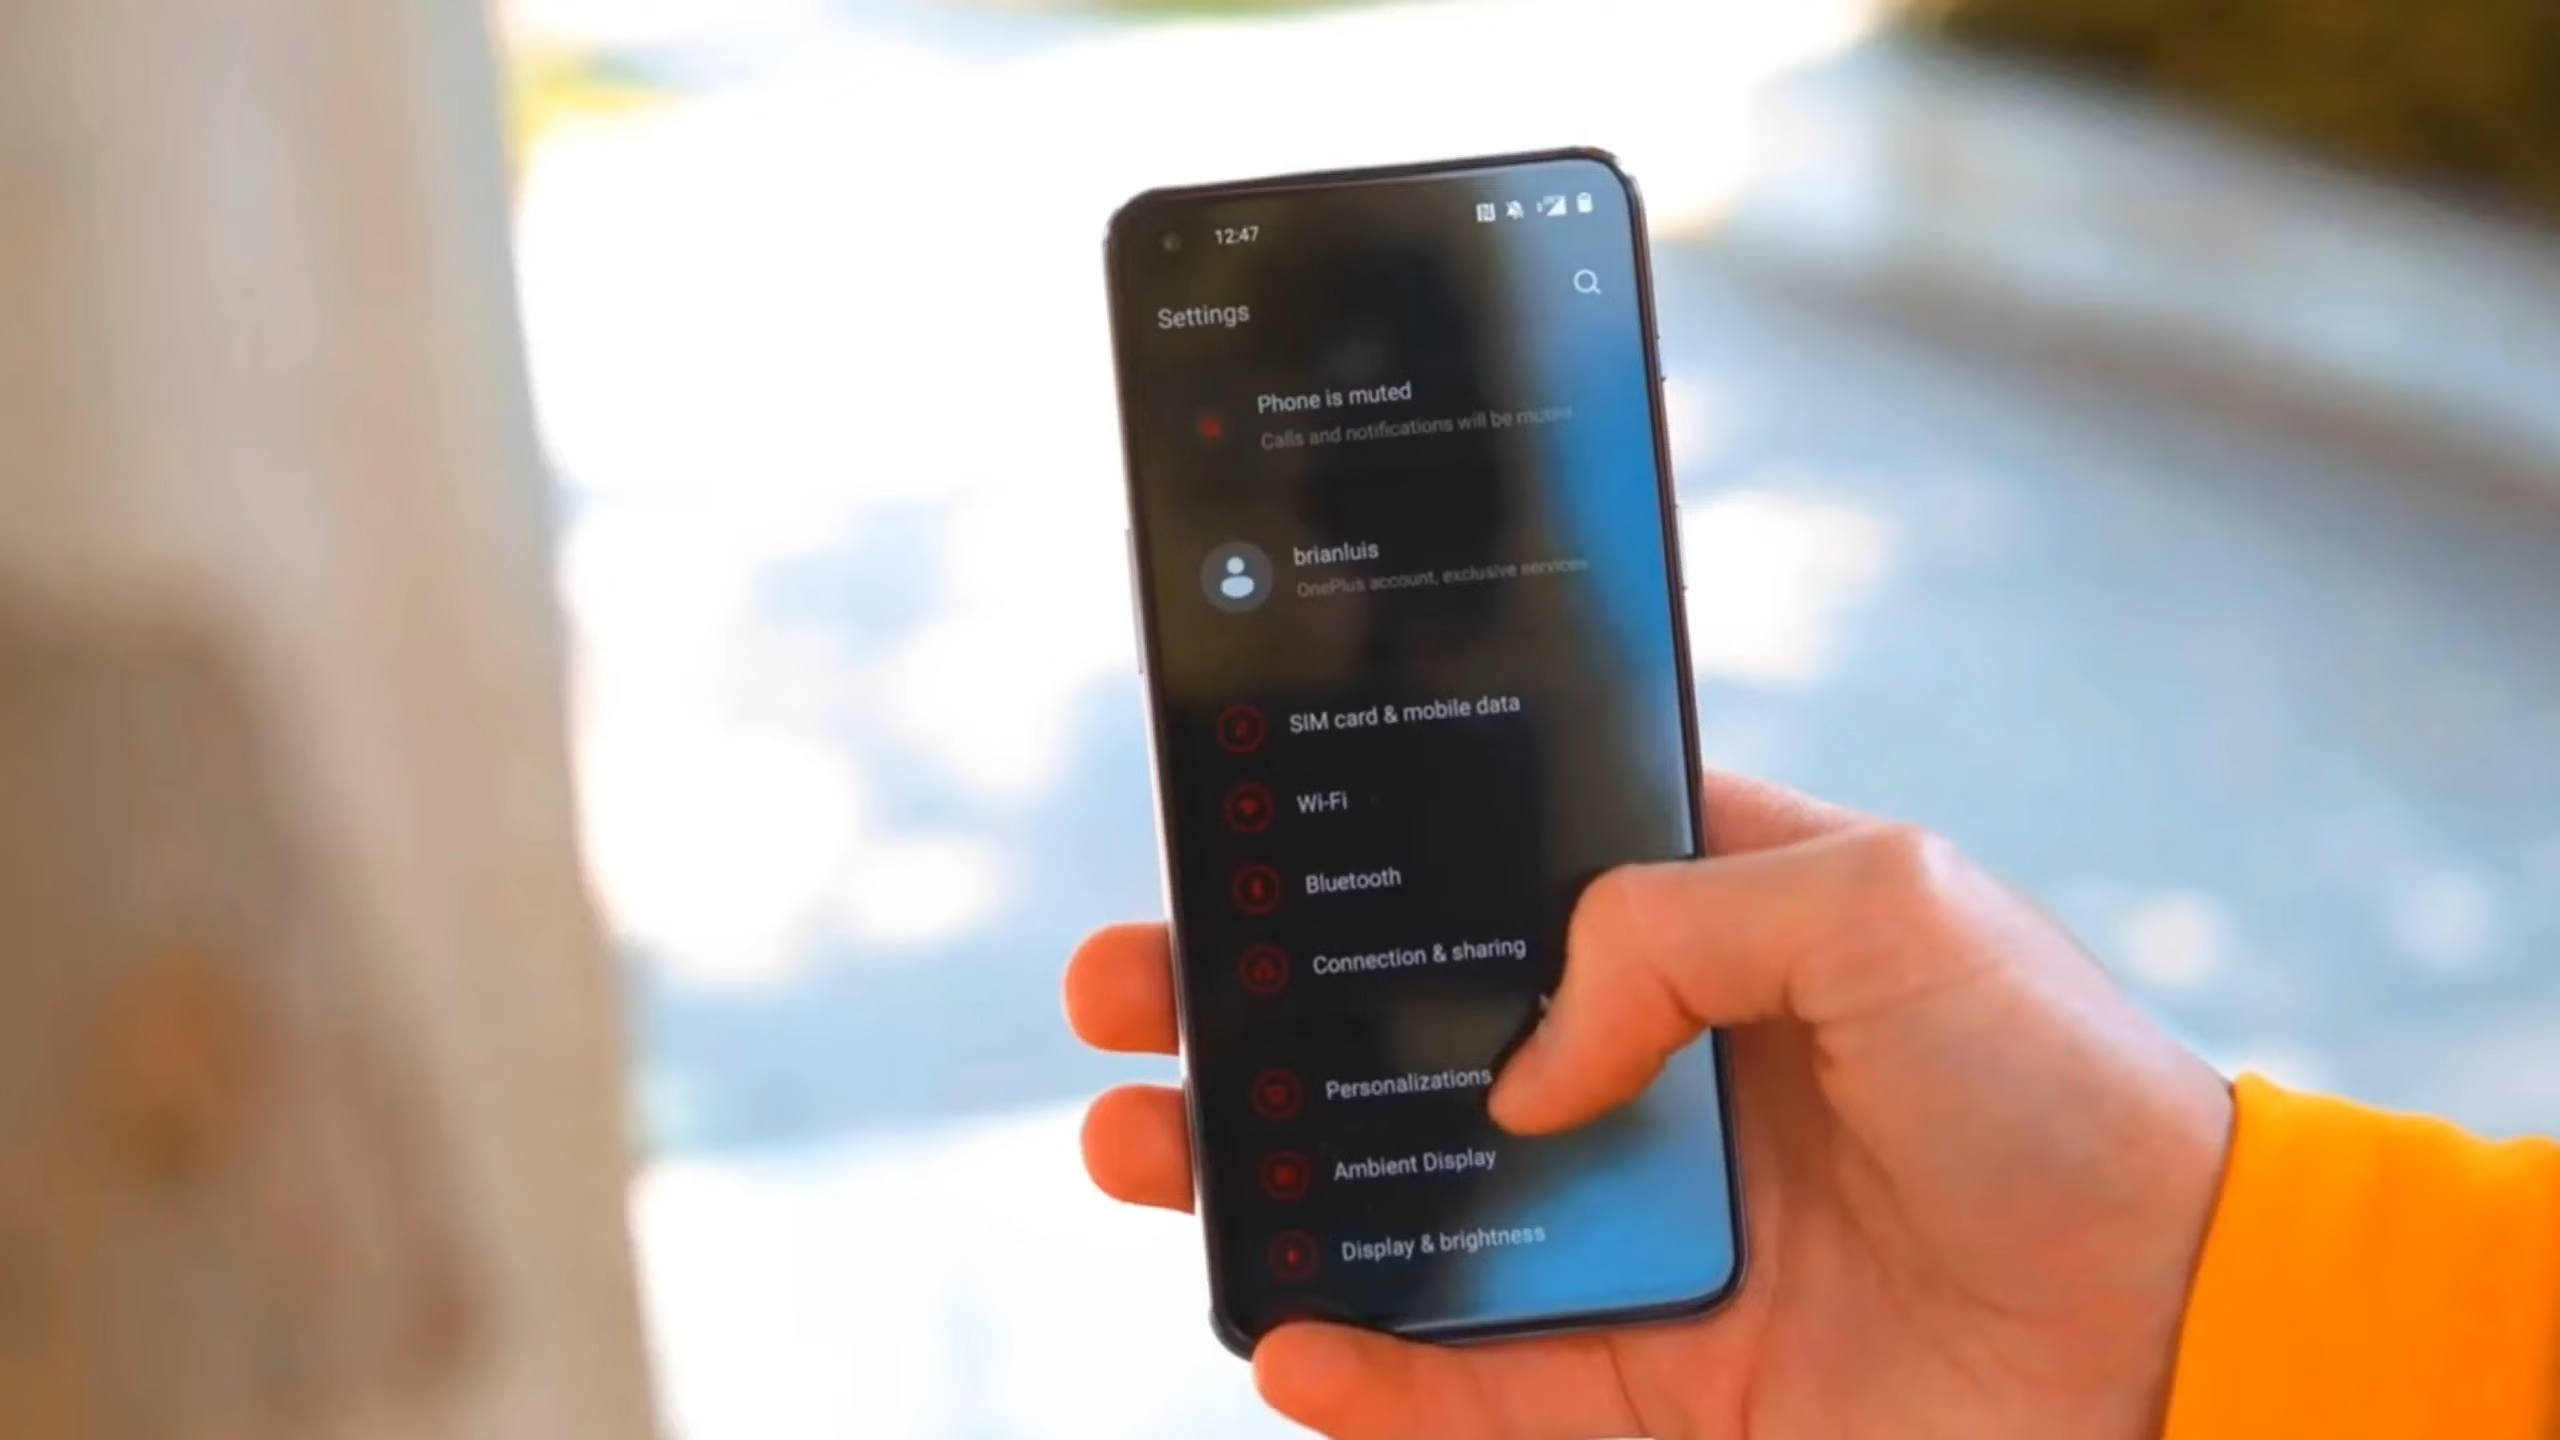 12:47
Settings
Phone is muted
Calls and notifications will be muted
brianluis
OnePlus account, exclusive services
SIM card & mobile data
Wi-Fi
Bluetooth
Connection & sharing
Personalizations
Ambient Display
Display & brightness